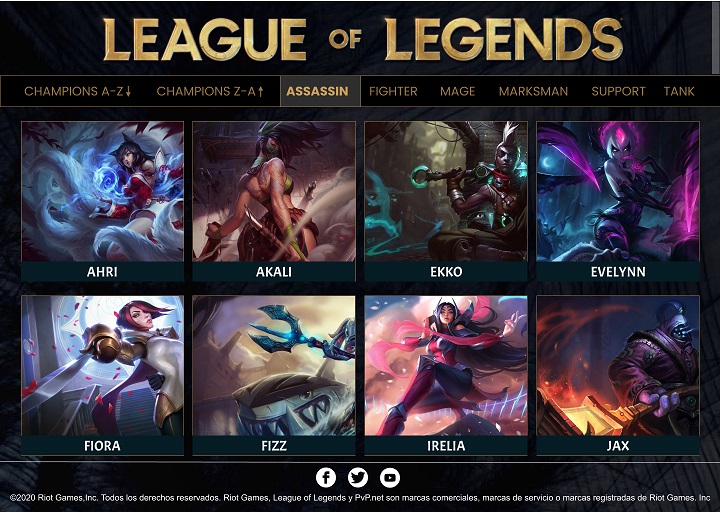 LEAGUE OF LEGENDS
CHAMPIONS A-Z↓ CHAMPIONS Z-A↑ ASSASSIN FIGHTER MAGE MARKSMAN SUPPORT TANK
AHRI AKALI EKKO EVELYNN
FIORA FIZZ IRELIA JAX
©2020 Riot Games,Inc. Todos los derechos reservados. Riot Games, League of Legends y PvP.net son marcas comerciales, marcas de servicio o marcas registradas de Riot Games. Inc